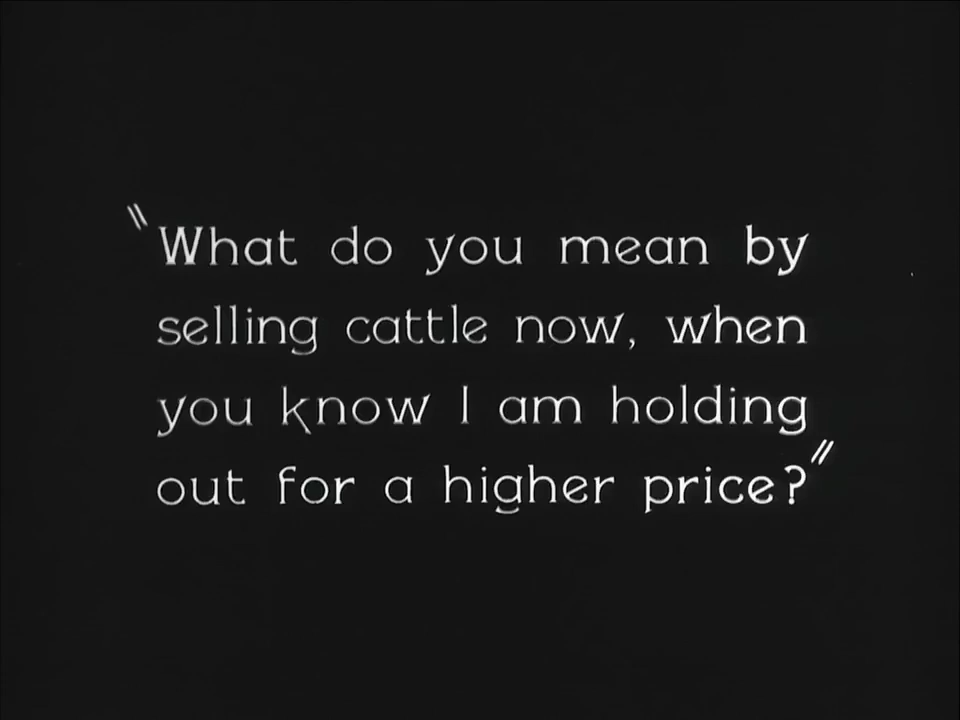 "What do you mean by
selling cattle now, when
you know I am holding
out for a higher price?"